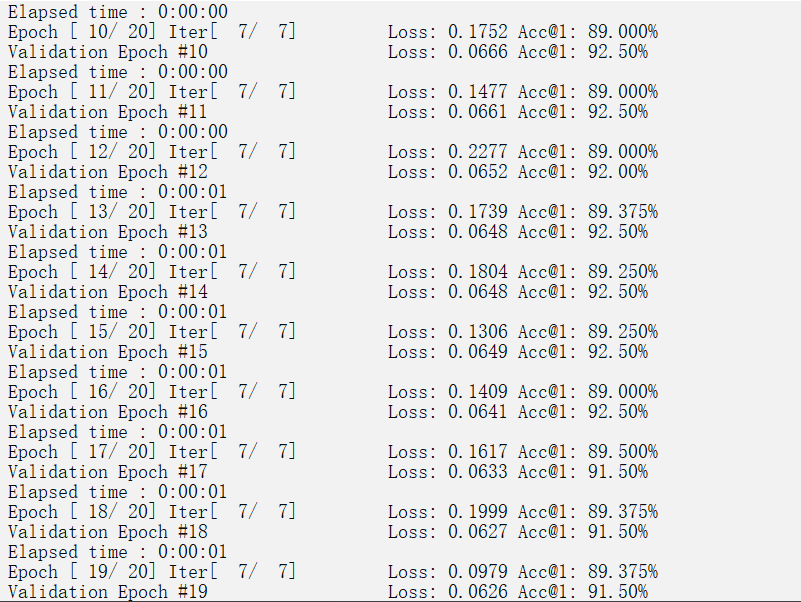 Elapsed time : 0:00:00
Epoch [ 10/ 20] Iter[  7/  7]         Loss: 0.1752 Acc@1: 89.000%
Validation Epoch #10                  Loss: 0.0666 Acc@1: 92.50%
Elapsed time : 0:00:00
Epoch [ 11/ 20] Iter[  7/  7]         Loss: 0.1477 Acc@1: 89.000%
Validation Epoch #11                  Loss: 0.0661 Acc@1: 92.50%
Elapsed time : 0:00:00
Epoch [ 12/ 20] Iter[  7/  7]         Loss: 0.2277 Acc@1: 89.000%
Validation Epoch #12                  Loss: 0.0652 Acc@1: 92.00%
Elapsed time : 0:00:01
Epoch [ 13/ 20] Iter[  7/  7]         Loss: 0.1739 Acc@1: 89.375%
Validation Epoch #13                  Loss: 0.0648 Acc@1: 92.50%
Elapsed time : 0:00:01
Epoch [ 14/ 20] Iter[  7/  7]         Loss: 0.1804 Acc@1: 89.250%
Validation Epoch #14                  Loss: 0.0648 Acc@1: 92.50%
Elapsed time : 0:00:01
Epoch [ 15/ 20] Iter[  7/  7]         Loss: 0.1306 Acc@1: 89.250%
Validation Epoch #15                  Loss: 0.0649 Acc@1: 92.50%
Elapsed time : 0:00:01
Epoch [ 16/ 20] Iter[  7/  7]         Loss: 0.1409 Acc@1: 89.000%
Validation Epoch #16                  Loss: 0.0641 Acc@1: 92.50%
Elapsed time : 0:00:01
Epoch [ 17/ 20] Iter[  7/  7]         Loss: 0.1617 Acc@1: 89.500%
Validation Epoch #17                  Loss: 0.0633 Acc@1: 91.50%
Elapsed time : 0:00:01
Epoch [ 18/ 20] Iter[  7/  7]         Loss: 0.1999 Acc@1: 89.375%
Validation Epoch #18                  Loss: 0.0627 Acc@1: 91.50%
Elapsed time : 0:00:01
Epoch [ 19/ 20] Iter[  7/  7]         Loss: 0.0979 Acc@1: 89.375%
Validation Epoch #19                  Loss: 0.0626 Acc@1: 91.50%